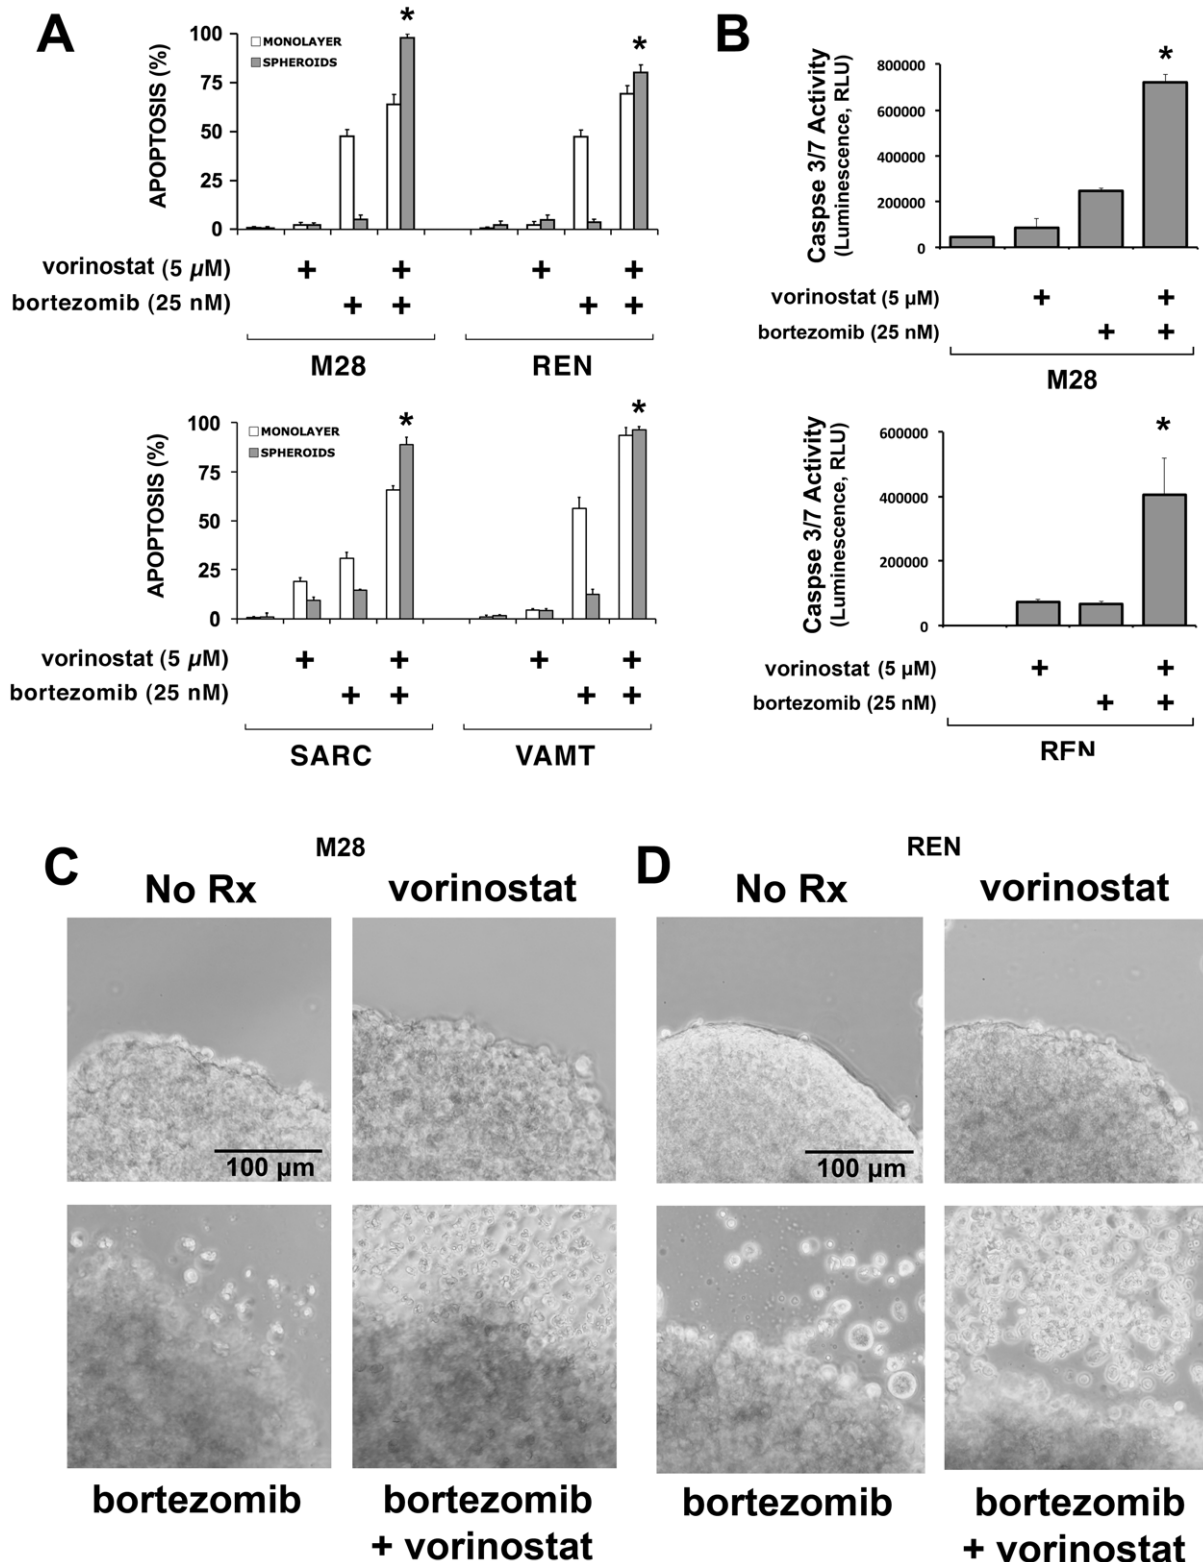 A
APOPTOSIS (%)
100
75
50
25
0
MONOLAYER
SPHEROIDS
*
*
vorinostat (5 µM)
+ + + +
bortezomib (25 nM)
+ + + +
M28 REN
APOPTOSIS (%)
100
75
50
25
0
MONOLAYER
SPHEROIDS
*
*
vorinostat (5 µM)
+ + + +
bortezomib (25 nM)
+ + + +
SARC VAMT
B
Caspse 3/7 Activity
(Luminescence, RLU)
800000
600000
400000
200000
0
*
vorinostat (5 µM)
+ +
bortezomib (25 nM)
+ +
M28
Caspse 3/7 Activity
(Luminescence, RLU)
600000
400000
200000
0
*
vorinostat (5 µM)
+ +
bortezomib (25 nM)
+ +
REN
C
M28
No Rx vorinostat
100 µm
bortezomib bortezomib
+ vorinostat
D
REN
No Rx vorinostat
100 µm
bortezomib bortezomib
+ vorinostat